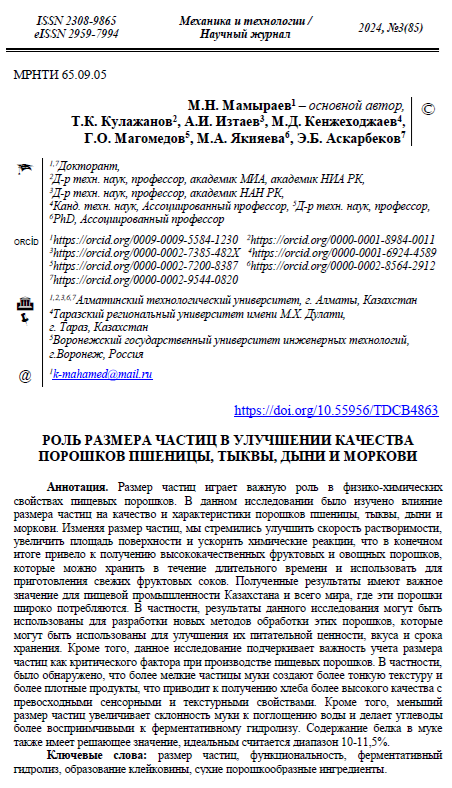 ISSN 2308-9865
eISSN 2959-7994
Механика и технологии /
Научный журнал
2024, №3(85)
МРНТИ 65.09.05
М.Н. Мамыраев1 – основной автор,
Т.К. Кулажанов2, А.И. Изтаев3, М.Д. Кенжеходжаев4,
Г.О. Магомедов5, М.А. Якияева6, Э.Б. Аскарбеков7
©
1,7Докторант,
2Д-р техн. наук, профессор, академик МИА, академик НИА РК,
3Д-р техн. наук, профессор, академик НАН РК,
4Канд. техн. наук, Ассоциированный профессор, 5Д-р техн. наук, профессор,
6PhD, Ассоциированный профессор
ORCID
1https://orcid.org/0009-0009-5584-1230 2https://orcid.org/0000-0001-8984-0011
3https://orcid.org/0000-0002-7385-482X 4https://orcid.org/0000-0001-6924-4589
5https://orcid.org/0000-0002-7200-8387 6https://orcid.org/0000-0002-8564-2912
7https://orcid.org/0000-0002-9544-0820
1,2,3,6,7Алматинский технологический университет, г. Алматы, Казахстан
4Таразский региональный университет имени М.Х. Дулати,
г. Тараз, Казахстан
5Воронежский государственный университет инженерных технологий,
г.Воронеж, Россия
@
1k-mahamed@mail.ru
https://doi.org/10.55956/TDCB4863
РОЛЬ РАЗМЕРА ЧАСТИЦ В УЛУЧШЕНИИ КАЧЕСТВА
ПОРОШКОВ ПШЕНИЦЫ, ТЫКВЫ, ДЫНИ И МОРКОВИ
Аннотация. Размер частиц играет важную роль в физико-химических
свойствах пищевых порошков. В данном исследовании было изучено влияние
размера частиц на качество и характеристики порошков пшеницы, тыквы, дыни и
моркови. Изменяя размер частиц, мы стремились улучшить скорость растворимости,
увеличить площадь поверхности и ускорить химические реакции, что в конечном
итоге привело к получению высококачественных фруктовых и овощных порошков,
которые можно хранить в течение длительного времени и использовать для
приготовления свежих фруктовых соков. Полученные результаты имеют важное
значение для пищевой промышленности Казахстана и всего мира, где эти порошки
широко потребляются. В частности, результаты данного исследования могут быть
использованы для разработки новых методов обработки этих порошков, которые
могут быть использованы для улучшения их питательной ценности, вкуса и срока
хранения. Кроме того, данное исследование подчеркивает важность учета размера
частиц как критического фактора при производстве пищевых порошков. В частности,
было обнаружено, что более мелкие частицы муки создают более тонкую текстуру и
более плотные продукты, что приводит к получению хлеба более высокого качества с
превосходными сенсорными и текстурными свойствами. Кроме того, меньший
размер частиц увеличивает склонность муки к поглощению воды и делает углеводы
более восприимчивыми к ферментативному гидролизу. Содержание белка в муке
также имеет решающее значение, идеальным считается диапазон 10-11,5%.
Ключевые слова: размер частиц, функциональность, ферментативный
гидролиз, образование клейковины, сухие порошкообразные ингредиенты.